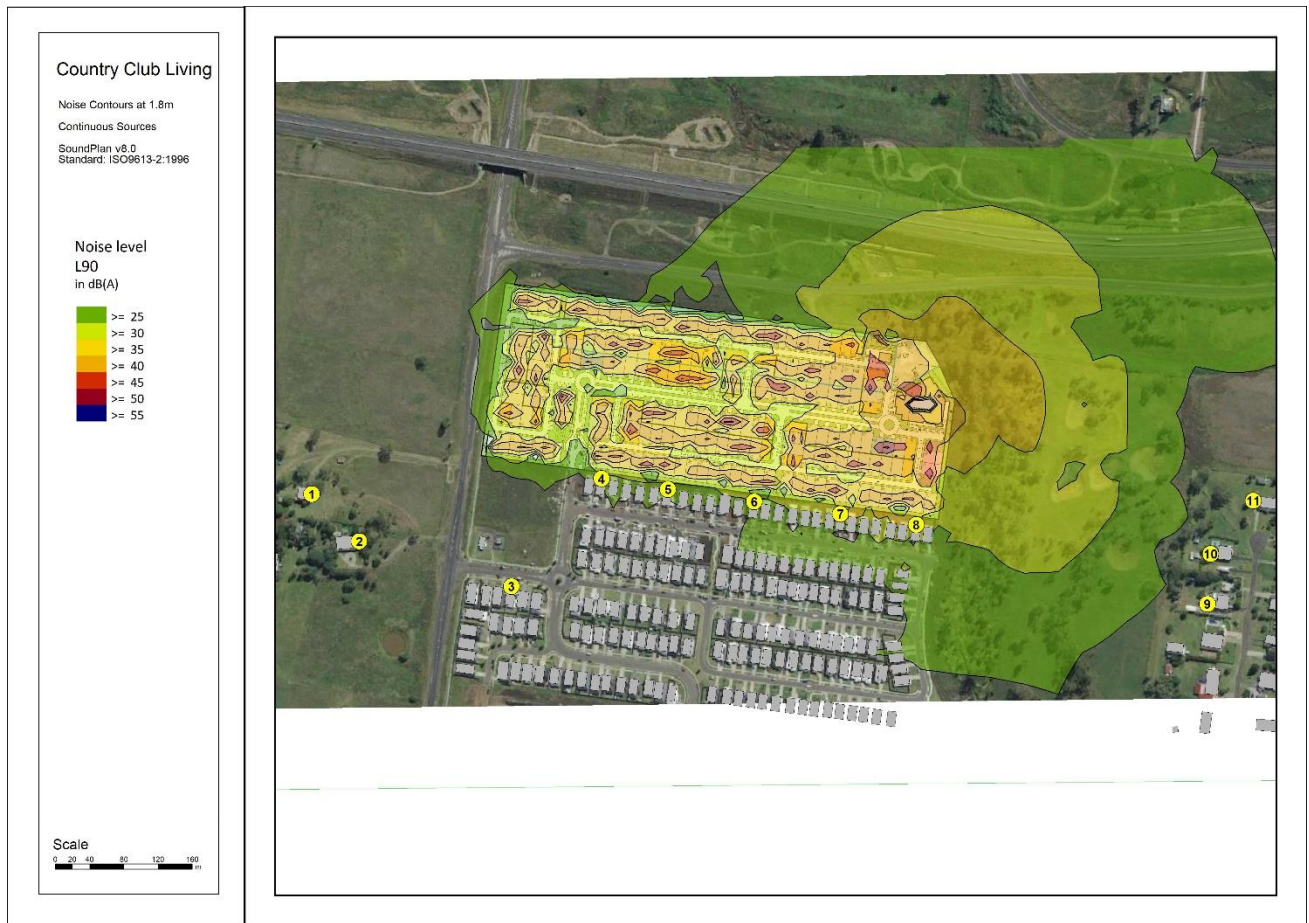 Country Club Living
Noise Contours at 1.8m
Continuous Sources
SoundPlan v8.0
Standard: ISO9613-2:1996
Noise level
L90
in dB(A)
>= 25
>= 30
>= 35
>= 40
>= 45
>= 50
>= 55
1
2
3
4
5
6
7
8
9
10
11
Scale
0 20 40 80 120 160
m